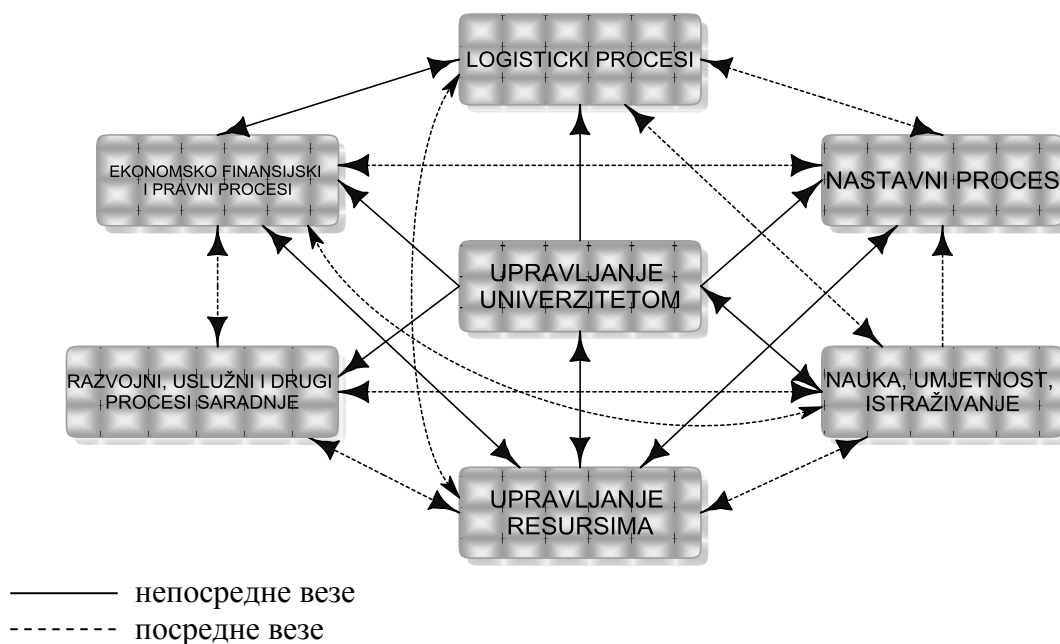 LOGISTICKI PROCESI
EKONOMSKO FINANSIJSKI
I PRAVNI PROCESI
NASTAVNI PROCES
UPRAVLJANJE
UNIVERZITETOM
RAZVOJNI, USLUŽNI I DRUGI
PROCESI SARADNJE
NAUKA, UMJETNOST,
ISTRAŽIVANJE
UPRAVLJANJE
RESURSIMA
непосредне везе
посредне везе